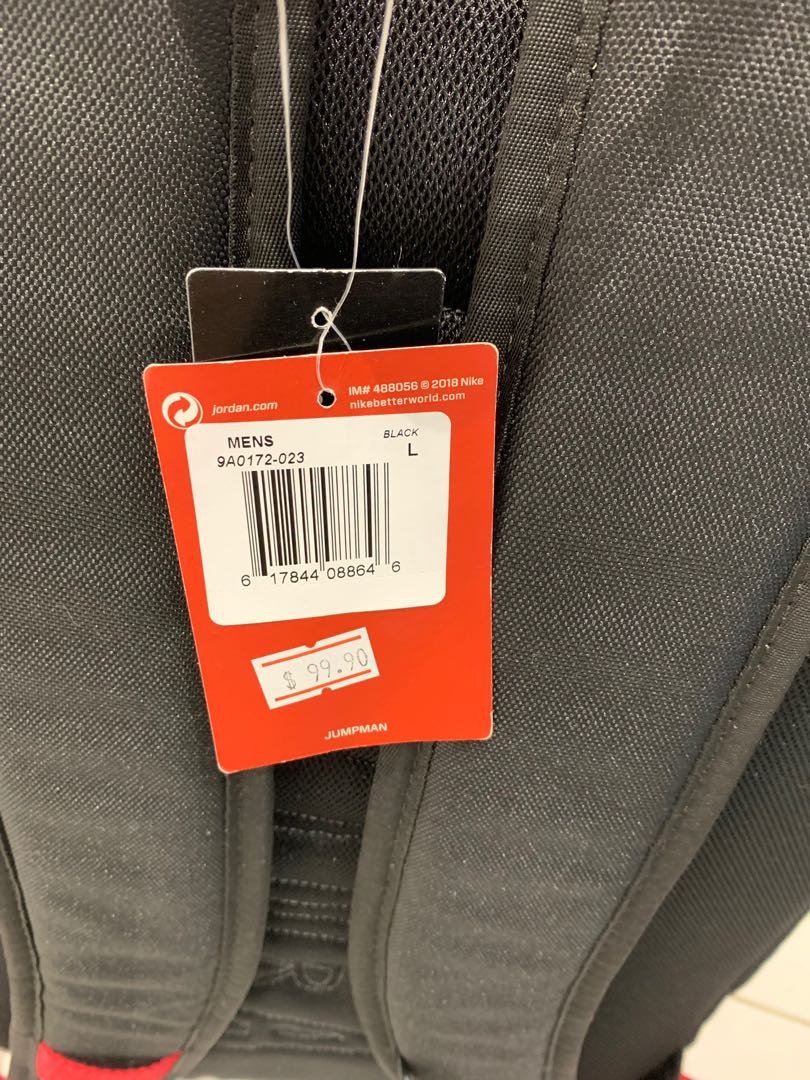 jordan.com
IM# 488056 © 2018 Nike
nikebetterworld.com
MENS
BLACK
9A0172-023
L
6 17844 08864 6
$ 99.90
JUMPMAN